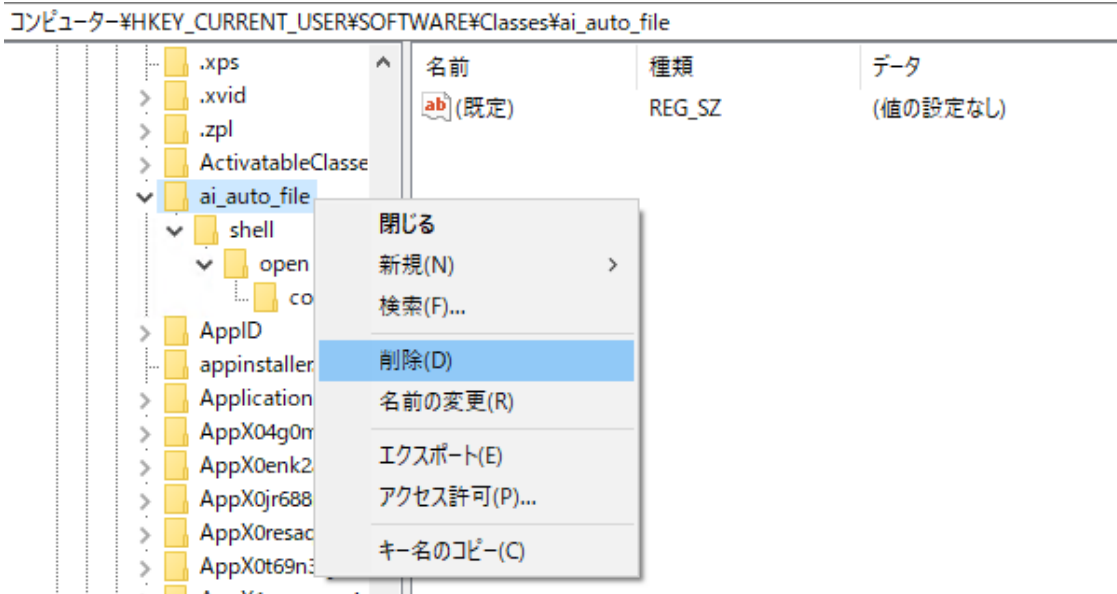 コンピューター¥HKEY_CURRENT_USER¥SOFTWARE¥Classes¥ai_auto_file
.xps
.xvid
.zpl
ActivatableClasse
ai_auto_file
shell
open
co
AppID
appinstaller.
Application
AppX04g0m
AppX0enk2
AppX0jr688
AppX0resac
AppX0t69n
名前 種類 データ
ab (既定) REG_SZ (値の設定なし)
閉じる
新規(N)
検索(F)...
削除(D)
名前の変更(R)
エクスポート(E)
アクセス許可(P)...
キー名のコピー(C)